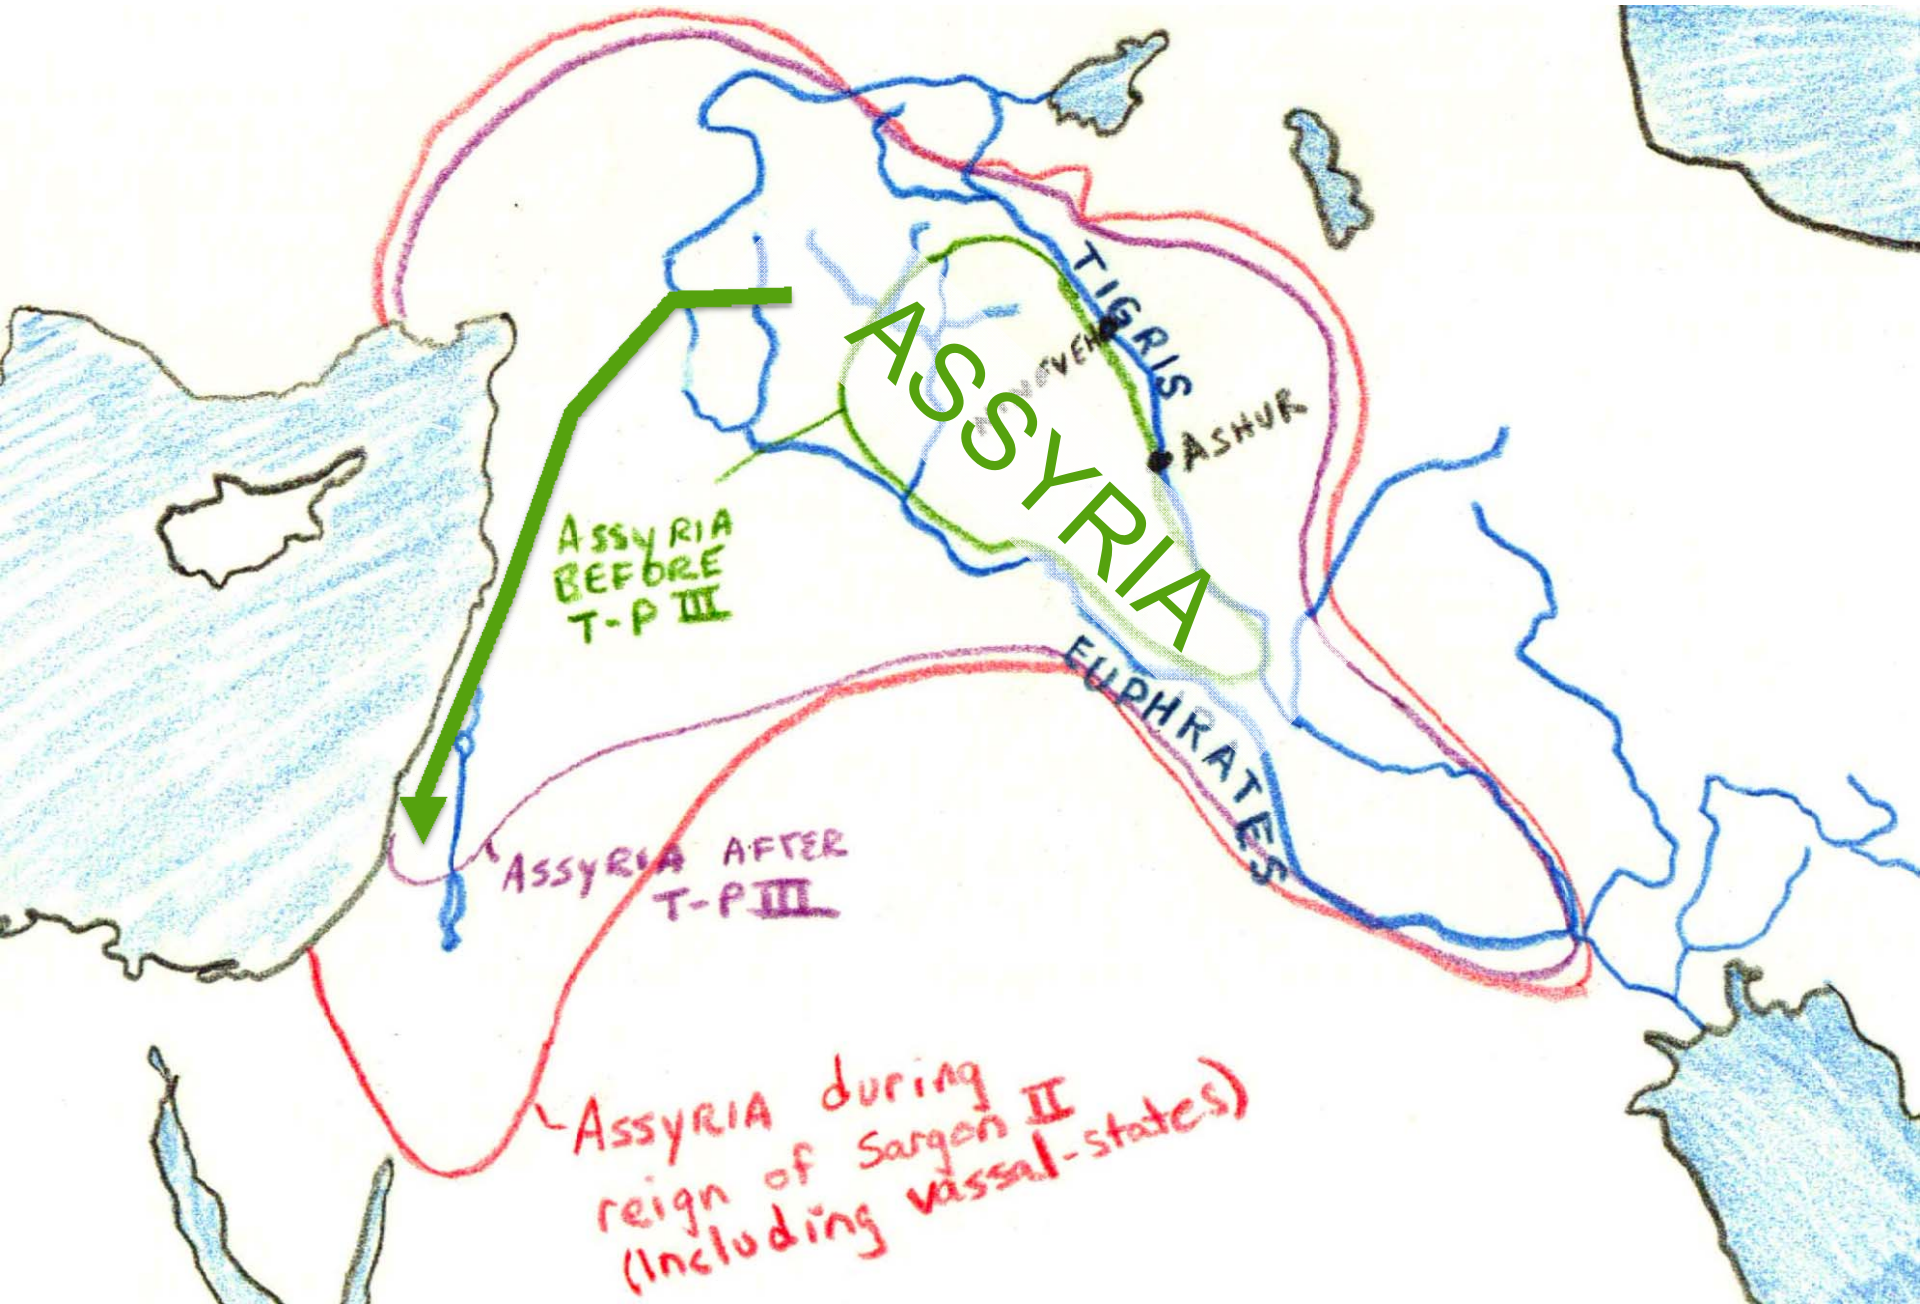 TIGRIS
ASSYRIA
NINEVEH
ASHUR
ASSYRIA
BEFORE
T-P III
EUPHRATES
ASSYRIA AFTER
T-P III
ASSYRIA during
reign of Sargon II
(Including vassal-states)